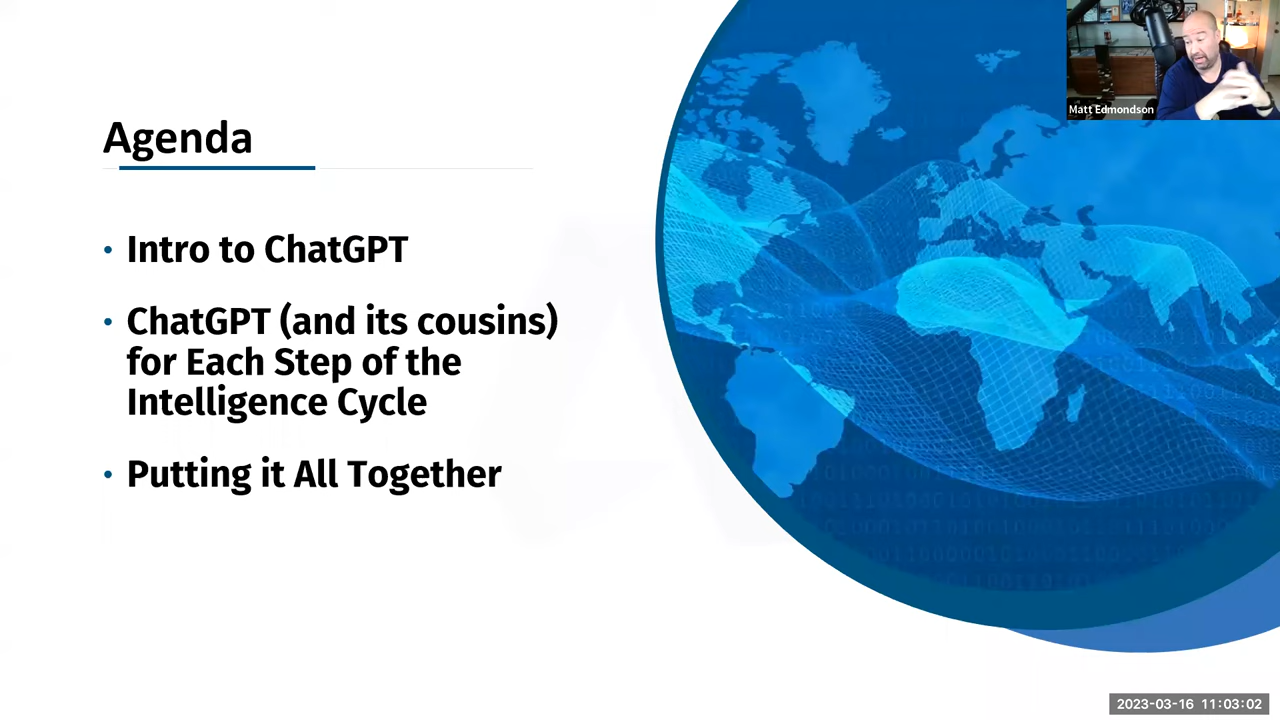 Agenda
• Intro to ChatGPT
• ChatGPT (and its cousins)
for Each Step of the
Intelligence Cycle
• Putting it All Together
Matt Edmondson
2023-03-16 11:03:02